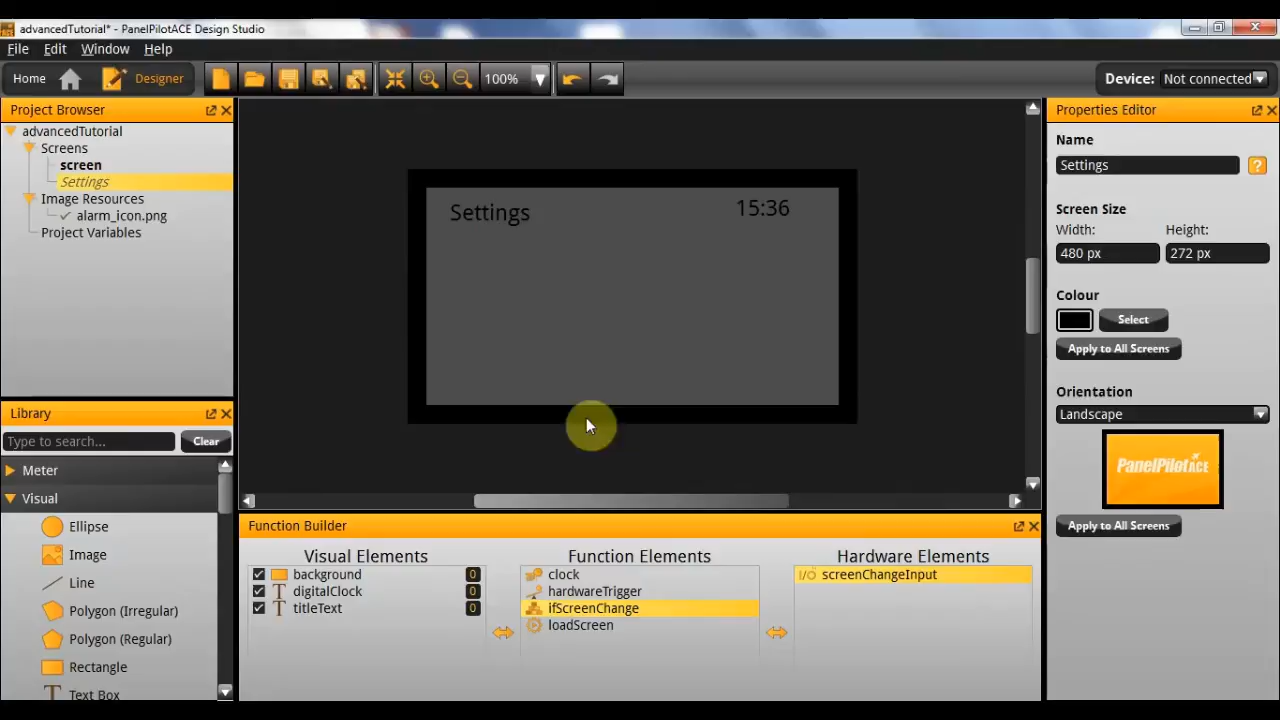 advancedTutorial* - PanelPilotACE Design Studio
File Edit Window Help
Home Designer 100% Device: Not connected
Project Browser
advancedTutorial
Screens
screen
Settings
Image Resources
alarm_icon.png
Project Variables
Library
Type to search... Clear
Meter
Visual
Ellipse
Image
Line
Polygon (Irregular)
Polygon (Regular)
Rectangle
Text Box
Settings 15:36
Function Builder
Visual Elements
background 0
digitalClock 0
titleText 0
Function Elements
clock
hardwareTrigger
ifScreenChange
loadScreen
Hardware Elements
I/O screenChangeInput
Properties Editor
Name
Settings ?
Screen Size
Width: Height:
480 px 272 px
Colour
Select
Apply to All Screens
Orientation
Landscape
PanelPilotACE
Apply to All Screens